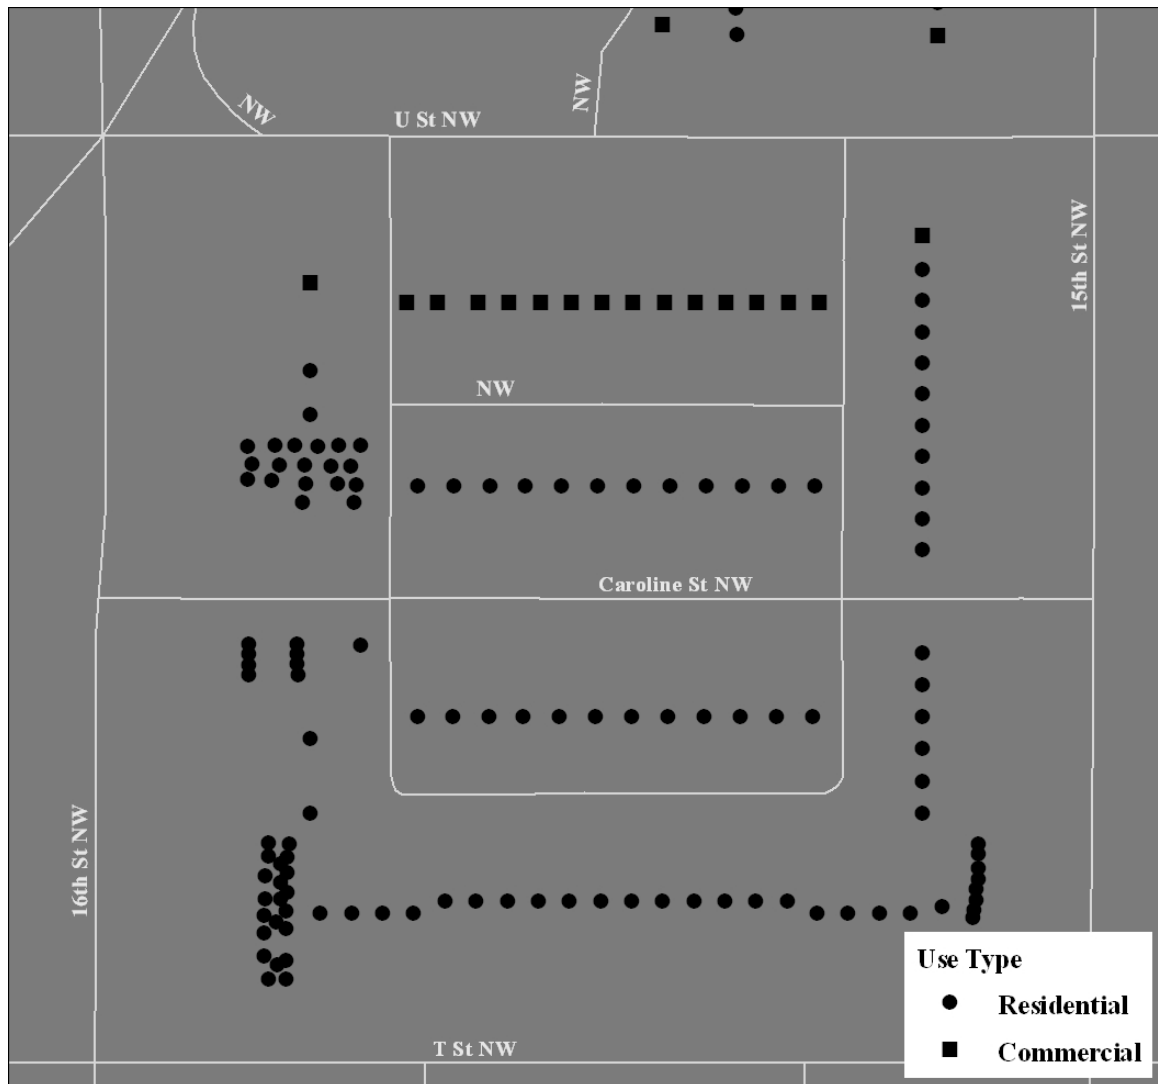 NW
NW
U St NW
15th St NW
NW
Caroline St NW
16th St NW
Use Type
Residential
Commercial
T St NW